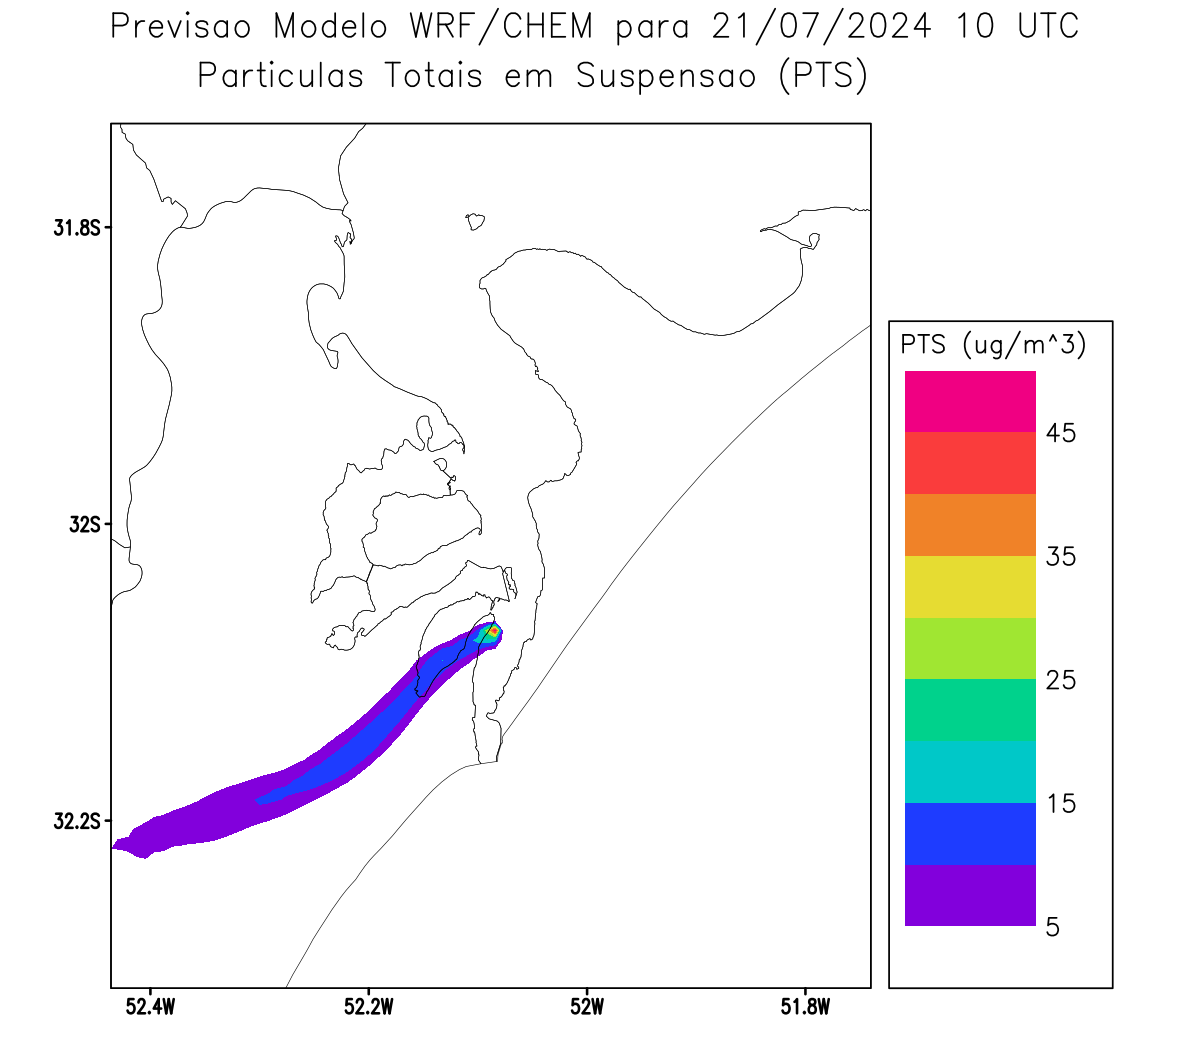 Previsao Modelo WRF/CHEM para 21/07/2024 10 UTC
Particulas Totais em Suspensao (PTS)
31.8S
32S
32.2S
52.4W
52.2W
52W
51.8W
PTS (ug/m^3)
45
35
25
15
5